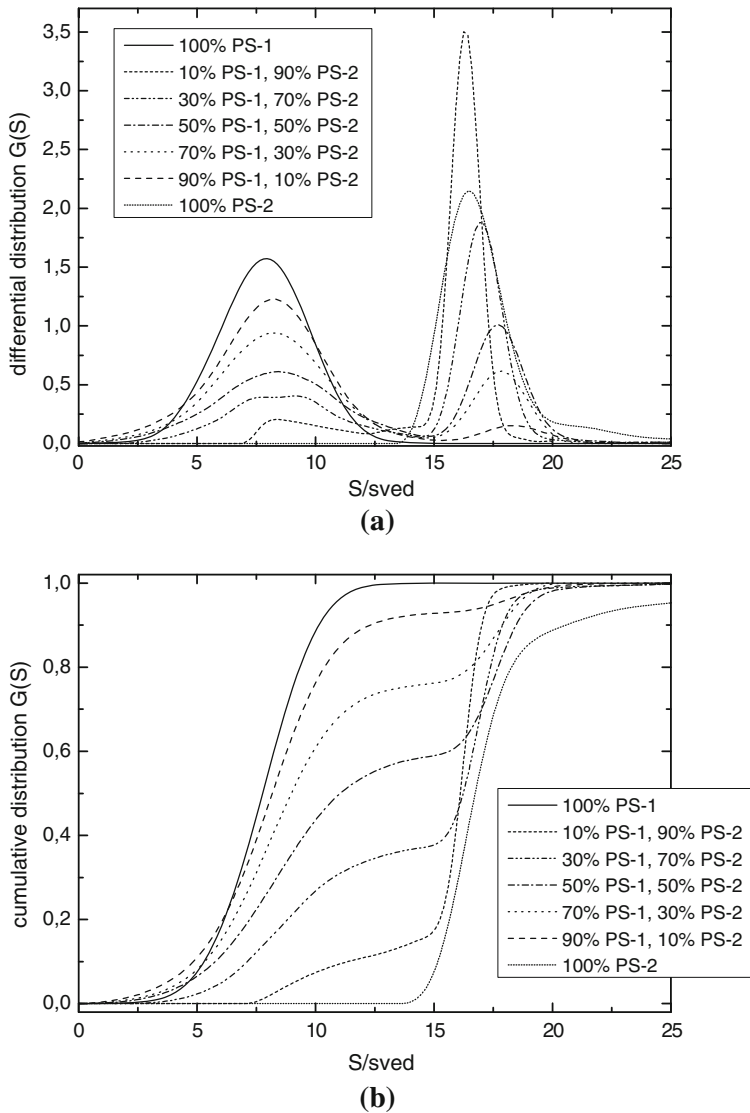 3,5
3,0
2,5
2,0
1,5
1,0
0,5
0,0
differential distribution G(S)
100% PS-1
10% PS-1, 90% PS-2
30% PS-1, 70% PS-2
50% PS-1, 50% PS-2
70% PS-1, 30% PS-2
90% PS-1, 10% PS-2
100% PS-2
0 5 10 15 20 25
S/sved
(a)
1,0
0,8
0,6
0,4
0,2
0,0
cumulative distribution G(S)
100% PS-1
10% PS-1, 90% PS-2
30% PS-1, 70% PS-2
50% PS-1, 50% PS-2
70% PS-1, 30% PS-2
90% PS-1, 10% PS-2
100% PS-2
0 5 10 15 20 25
S/sved
(b)